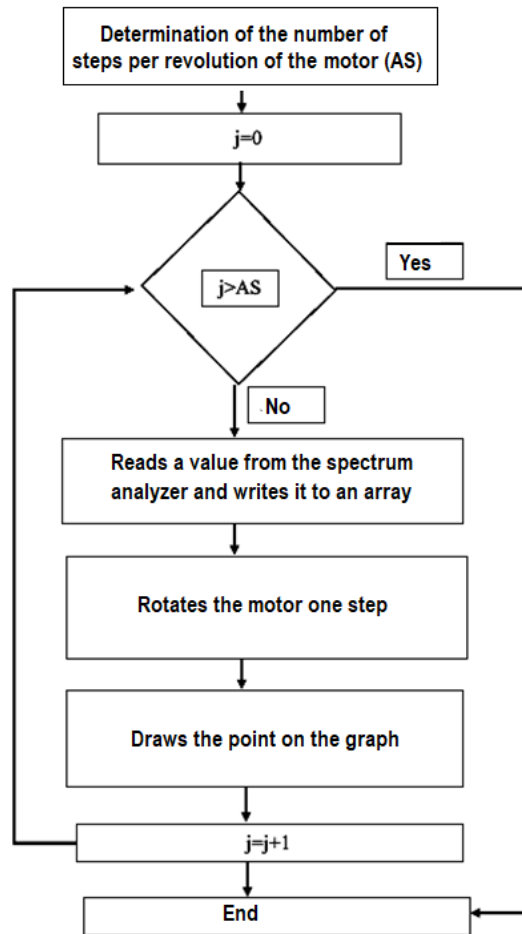 Determination of the number of
steps per revolution of the motor (AS)
j=0
j>AS
Yes
No
Reads a value from the spectrum
analyzer and writes it to an array
Rotates the motor one step
Draws the point on the graph
j=j+1
End